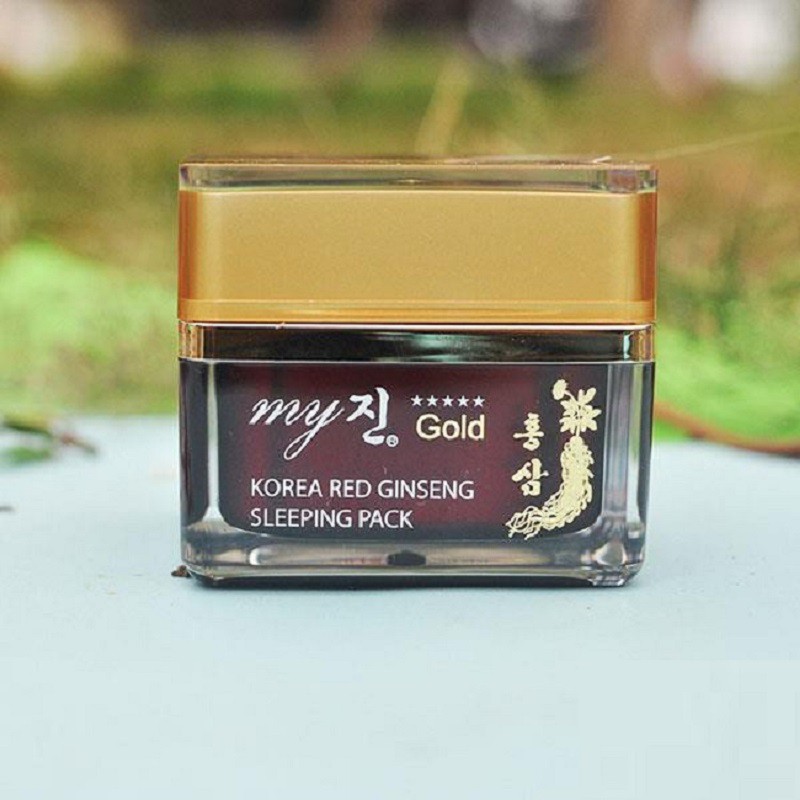 my진®
★★★★★
Gold
KOREA RED GINSENG
SLEEPING PACK
홍삼